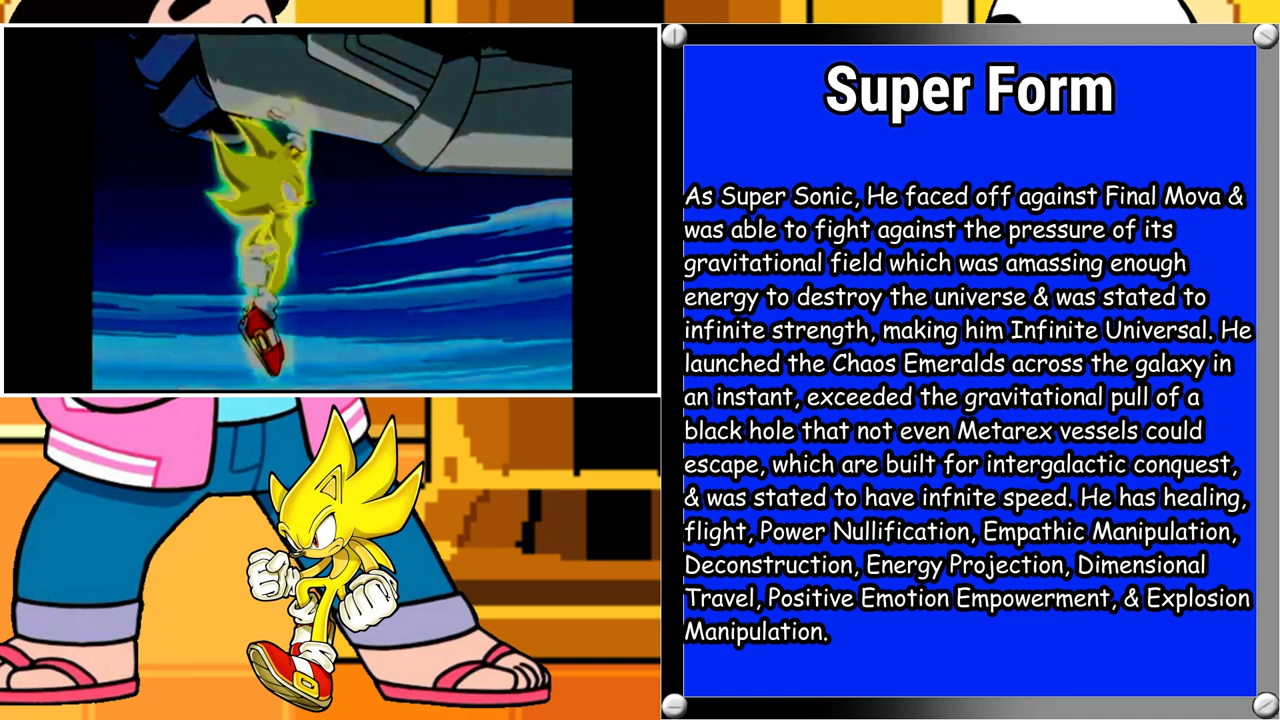 Super Form
As Super Sonic, He faced off against Final Mova &
was able to fight against the pressure of its
gravitational field which was amassing enough
energy to destroy the universe & was stated to
infinite strength, making him Infinite Universal. He
launched the Chaos Emeralds across the galaxy in
an instant, exceeded the gravitational pull of a
black hole that not even Metarex vessels could
escape, which are built for intergalactic conquest,
& was stated to have infnite speed. He has healing,
flight, Power Nullification, Empathic Manipulation,
Deconstruction, Energy Projection, Dimensional
Travel, Positive Emotion Empowerment, & Explosion
Manipulation.